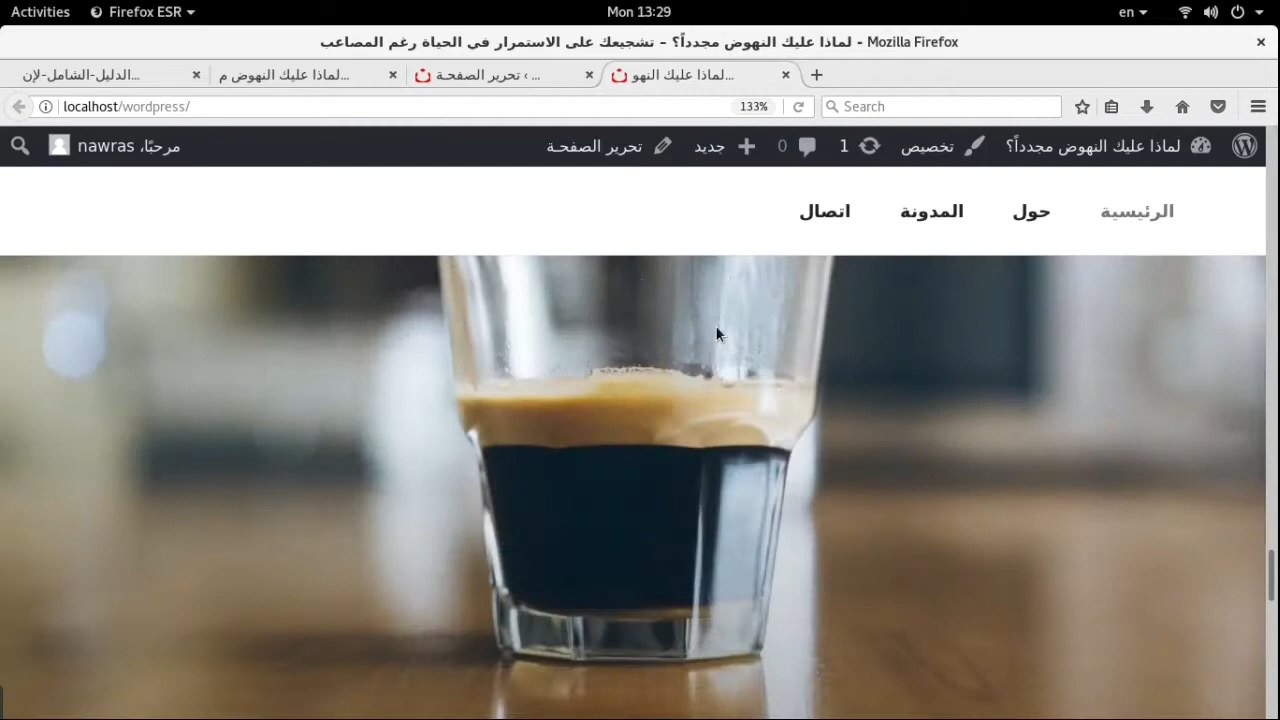 Activities Firefox ESR Mon 13:29 en
لماذا عليك النهوض مجدداً؟ – تشجيعك على الاستمرار في الحياة رغم المصاعب - Mozilla Firefox
الدليل-الشامل-لإن... لماذا عليك النهوض م... ‹ تحرير الصفحة ... لماذا عليك النهو...
localhost/wordpress/ 133% Search
لماذا عليك النهوض مجدداً؟ تخصيص 1 0 جديد تحرير الصفحة مرحبًا، nawras
الرئيسية حول المدونة اتصال